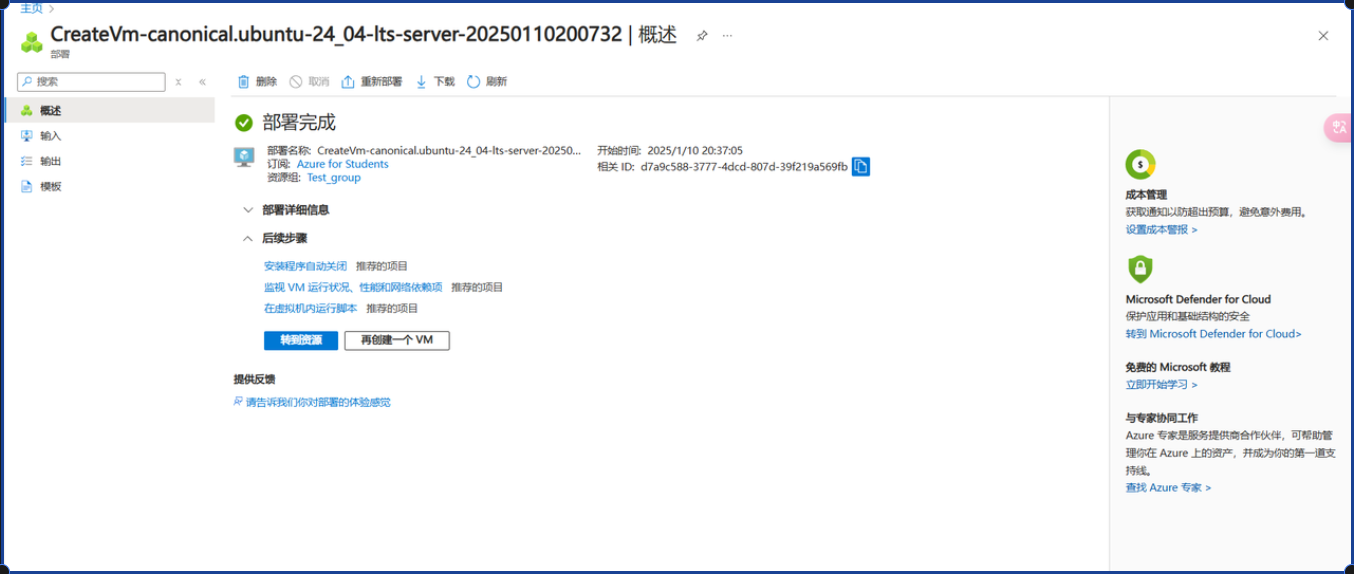 主页 >
CreateVm-canonical.ubuntu-24_04-lts-server-20250110200732 | 概述 ...
部署
搜索 x «
删除 取消 重新部署 下载 刷新
概述
输入
输出
模板
部署完成
部署名称: CreateVm-canonical.ubuntu-24_04-lts-server-20250...
订阅: Azure for Students
资源组: Test_group
开始时间: 2025/1/10 20:37:05
相关 ID: d7a9c588-3777-4dcd-807d-39f219a569fb
部署详细信息
后续步骤
安装程序自动关闭 推荐的项目
监视 VM 运行状况、性能和网络依赖项 推荐的项目
在虚拟机内运行脚本 推荐的项目
转到资源 再创建一个 VM
提供反馈
请告诉我们你对部署的体验感觉
成本管理
获取通知以防超出预算，避免意外费用。
设置成本警报 >
Microsoft Defender for Cloud
保护应用和基础结构的安全
转到 Microsoft Defender for Cloud>
免费的 Microsoft 教程
立即开始学习 >
与专家协同工作
Azure 专家是服务提供商合作伙伴，可帮助管
理你在 Azure 上的资产，并成为你的第一道支
持线。
查找 Azure 专家 >